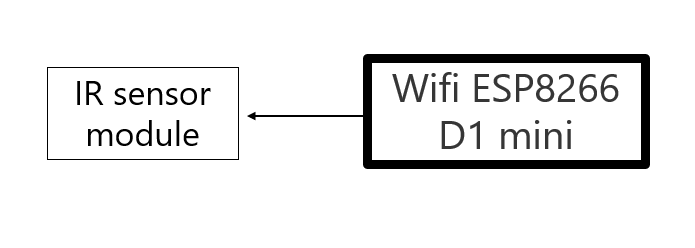 IR sensor
module
Wifi ESP8266
D1 mini